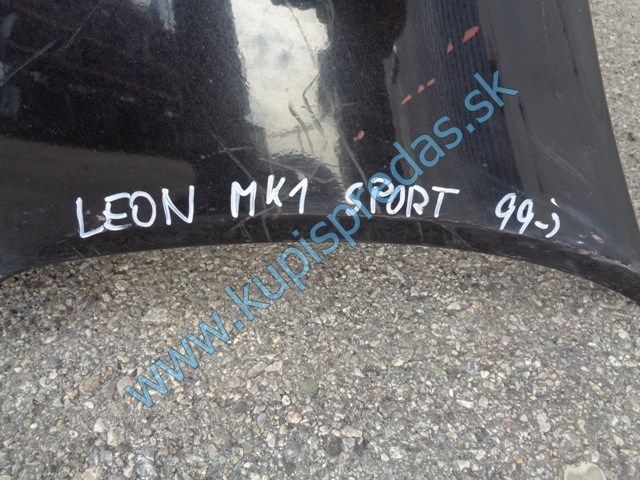 LEON MK1 SPORT 99-)
www.kupispredas.sk